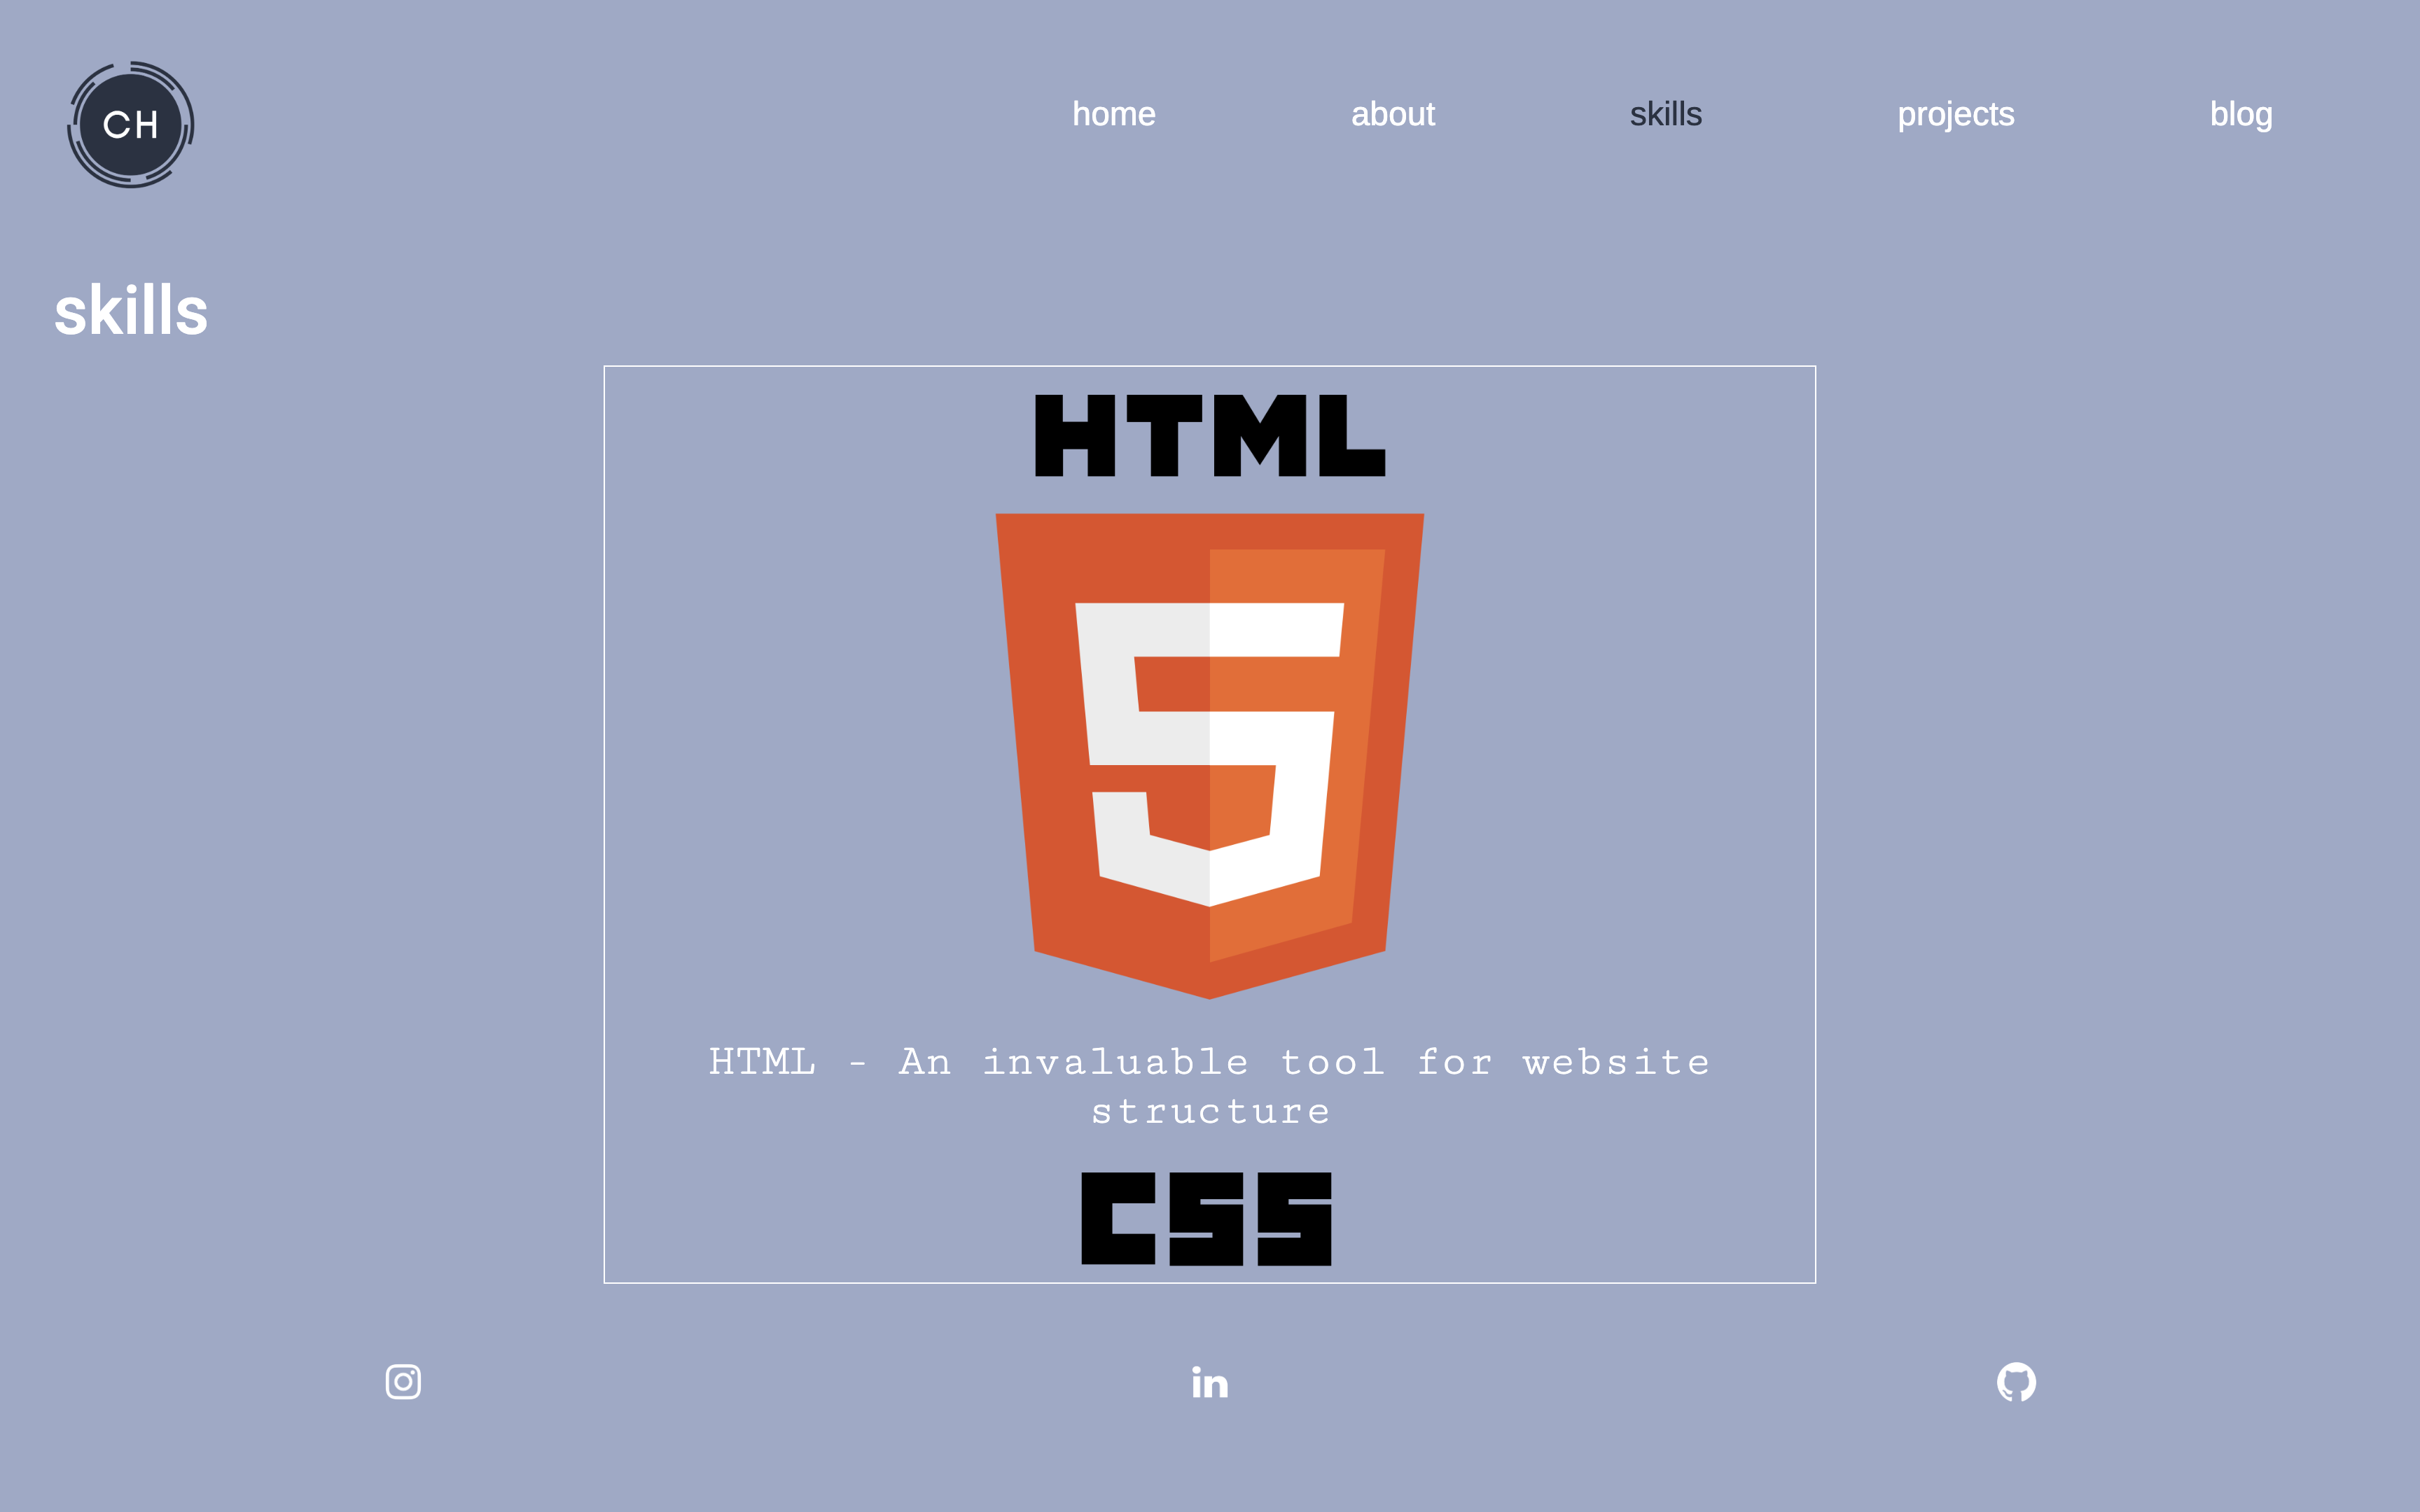 CH
home about skills projects blog
skills
HTML
5
HTML - An invaluable tool for website
structure
CSS
in